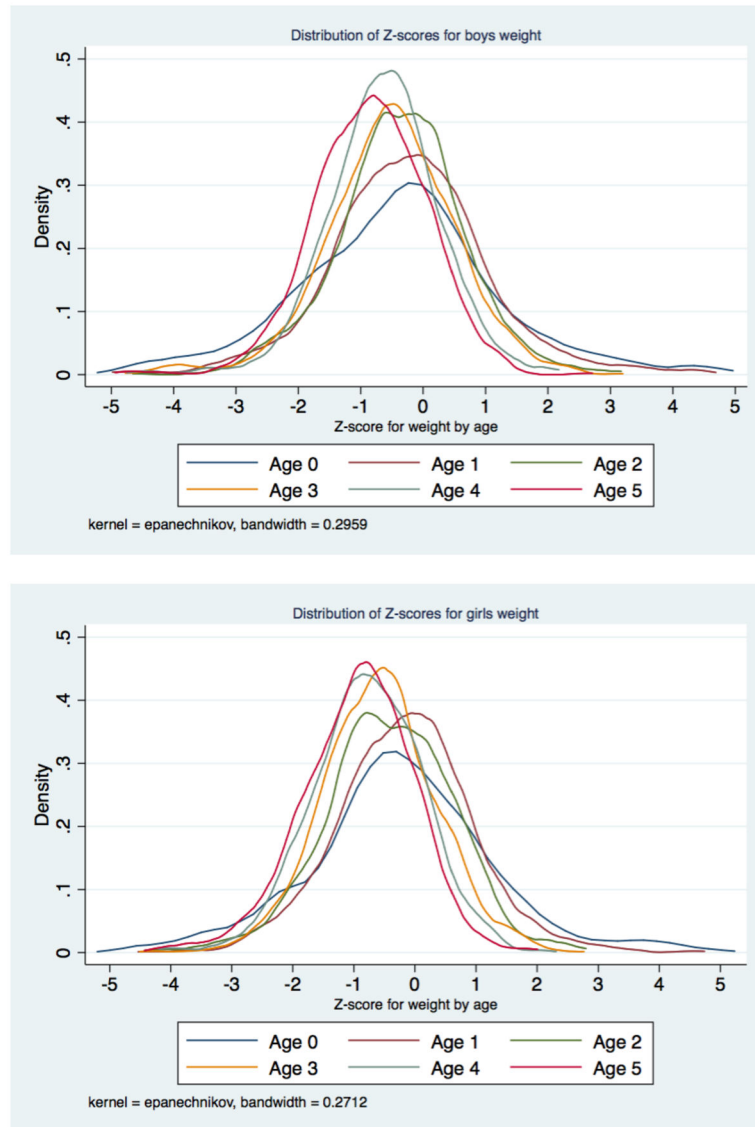 Distribution of Z-scores for boys weight
.5
.4
.3
.2
.1
0
Density
-5 -4 -3 -2 -1 0 1 2 3 4 5
Z-score for weight by age
Age 0 Age 1 Age 2
Age 3 Age 4 Age 5
kernel = epanechnikov, bandwidth = 0.2959
Distribution of Z-scores for girls weight
.5
.4
.3
.2
.1
0
Density
-5 -4 -3 -2 -1 0 1 2 3 4 5
Z-score for weight by age
Age 0 Age 1 Age 2
Age 3 Age 4 Age 5
kernel = epanechnikov, bandwidth = 0.2712